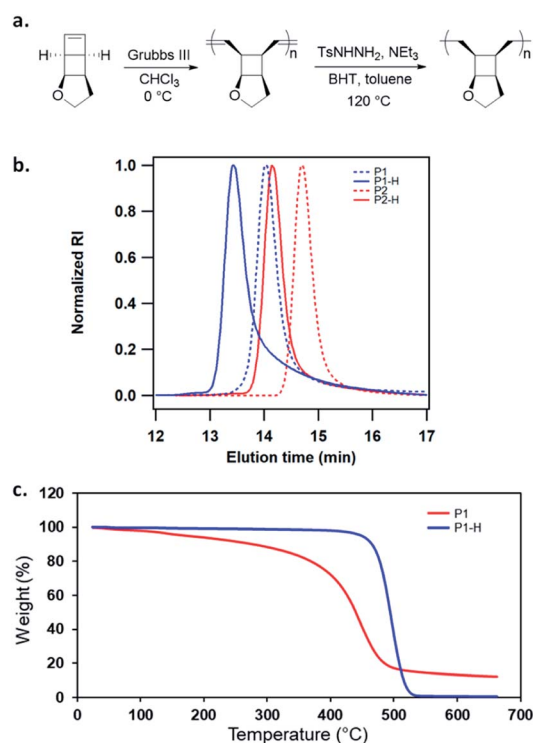 a.
H H
O
Grubbs III
CHCl3
0 °C
n
O
TsNHNH2, NEt3
BHT, toluene
120 °C
n
O
b.
Normalized RI
1.0
0.8
0.6
0.4
0.2
0.0
P1
P1-H
P2
P2-H
12 13 14 15 16 17
Elution time (min)
c.
Weight (%)
120
100
80
60
40
20
0
P1
P1-H
0 100 200 300 400 500 600 700
Temperature (°C)